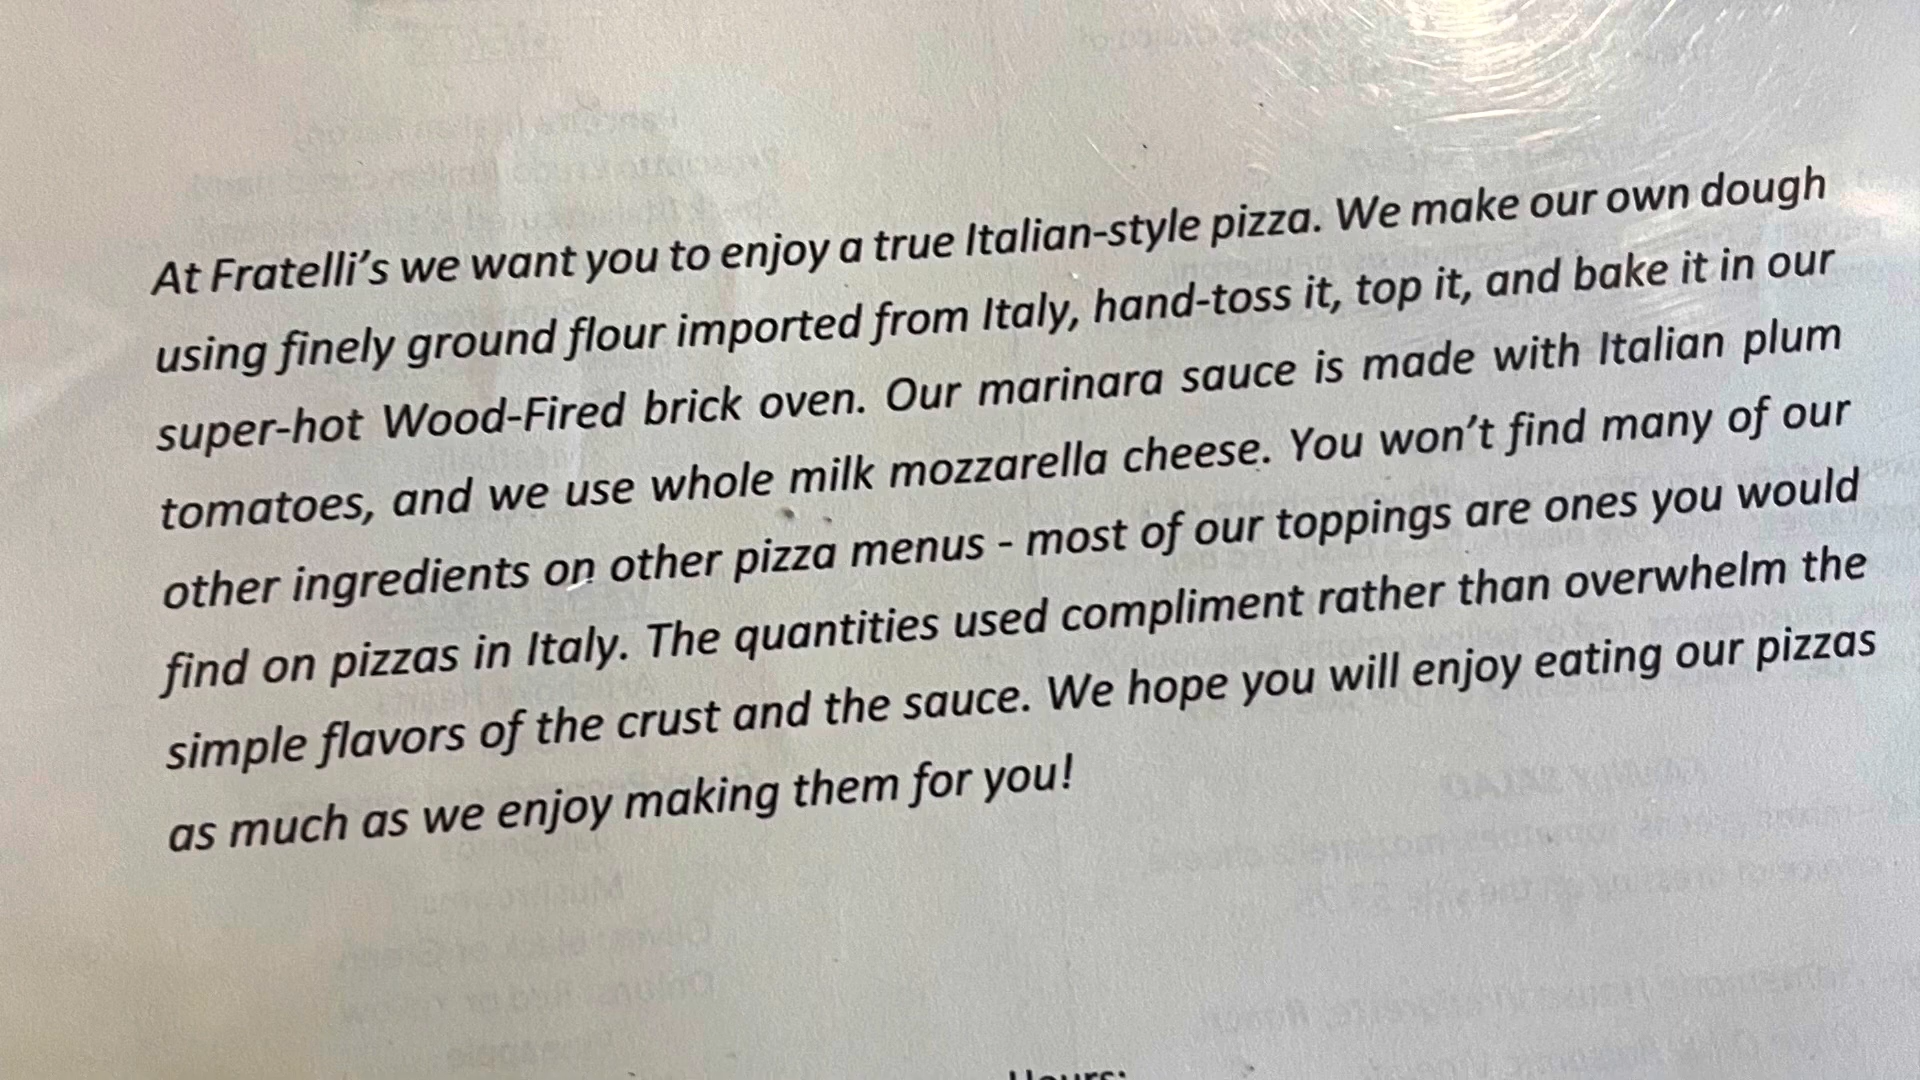 At Fratelli's we want you to enjoy a true Italian-style pizza. We make our own dough
using finely ground flour imported from Italy, hand-toss it, top it, and bake it in our
super-hot Wood-Fired brick oven. Our marinara sauce is made with Italian plum
tomatoes, and we use whole milk mozzarella cheese. You won't find many of our
other ingredients on other pizza menus - most of our toppings are ones you would
find on pizzas in Italy. The quantities used compliment rather than overwhelm the
simple flavors of the crust and the sauce. We hope you will enjoy eating our pizzas
as much as we enjoy making them for you!
Hours: